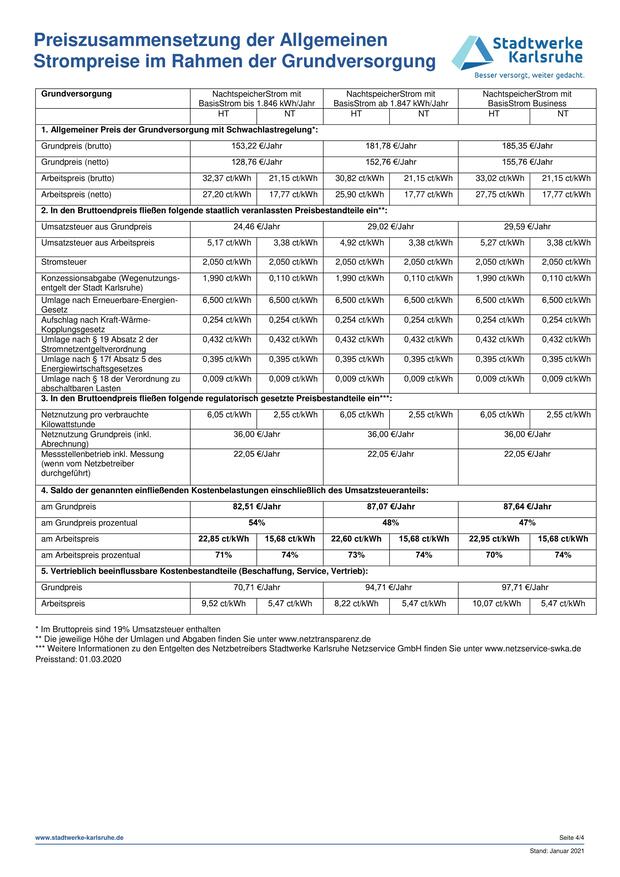 Preiszusammensetzung der Allgemeinen
Strompreise im Rahmen der Grundversorgung
Stadtwerke
Karlsruhe
Besser versorgt, weiter gedacht.
Grundversorgung NachtspeicherStrom mit NachtspeicherStrom mit NachtspeicherStrom mit
BasisStrom bis 1.846 kWh/Jahr BasisStrom ab 1.847 kWh/Jahr BasisStrom Business
HT NT HT NT HT NT
1. Allgemeiner Preis der Grundversorgung mit Schwachlastregelung*:
Grundpreis (brutto) 153,22 €/Jahr 181,78 €/Jahr 185,35 €/Jahr
Grundpreis (netto) 128,76 €/Jahr 152,76 €/Jahr 155,76 €/Jahr
Arbeitspreis (brutto) 32,37 ct/kWh 21,15 ct/kWh 30,82 ct/kWh 21,15 ct/kWh 33,02 ct/kWh 21,15 ct/kWh
Arbeitspreis (netto) 27,20 ct/kWh 17,77 ct/kWh 25,90 ct/kWh 17,77 ct/kWh 27,75 ct/kWh 17,77 ct/kWh
2. In den Bruttoendpreis fließen folgende staatlich veranlassten Preisbestandteile ein**:
Umsatzsteuer aus Grundpreis 24,46 €/Jahr 29,02 €/Jahr 29,59 €/Jahr
Umsatzsteuer aus Arbeitspreis 5,17 ct/kWh 3,38 ct/kWh 4,92 ct/kWh 3,38 ct/kWh 5,27 ct/kWh 3,38 ct/kWh
Stromsteuer 2,050 ct/kWh 2,050 ct/kWh 2,050 ct/kWh 2,050 ct/kWh 2,050 ct/kWh 2,050 ct/kWh
Konzessionsabgabe (Wegenutzungs- 1,990 ct/kWh 0,110 ct/kWh 1,990 ct/kWh 0,110 ct/kWh 1,990 ct/kWh 0,110 ct/kWh
entgelt der Stadt Karlsruhe)
Umlage nach Erneuerbare-Energien- 6,500 ct/kWh 6,500 ct/kWh 6,500 ct/kWh 6,500 ct/kWh 6,500 ct/kWh 6,500 ct/kWh
Gesetz
Aufschlag nach Kraft-Wärme- 0,254 ct/kWh 0,254 ct/kWh 0,254 ct/kWh 0,254 ct/kWh 0,254 ct/kWh 0,254 ct/kWh
Kopplungsgesetz
Umlage nach § 19 Absatz 2 der 0,432 ct/kWh 0,432 ct/kWh 0,432 ct/kWh 0,432 ct/kWh 0,432 ct/kWh 0,432 ct/kWh
Stromnetzentgeltverordnung
Umlage nach § 17f Absatz 5 des 0,395 ct/kWh 0,395 ct/kWh 0,395 ct/kWh 0,395 ct/kWh 0,395 ct/kWh 0,395 ct/kWh
Energiewirtschaftsgesetzes
Umlage nach § 18 der Verordnung zu 0,009 ct/kWh 0,009 ct/kWh 0,009 ct/kWh 0,009 ct/kWh 0,009 ct/kWh 0,009 ct/kWh
abschaltbaren Lasten
3. In den Bruttoendpreis fließen folgende regulatorisch gesetzte Preisbestandteile ein***:
Netznutzung pro verbrauchte 6,05 ct/kWh 2,55 ct/kWh 6,05 ct/kWh 2,55 ct/kWh 6,05 ct/kWh 2,55 ct/kWh
Kilowattstunde
Netznutzung Grundpreis (inkl. 36,00 €/Jahr 36,00 €/Jahr 36,00 €/Jahr
Abrechnung)
Messstellenbetrieb inkl. Messung 22,05 €/Jahr 22,05 €/Jahr 22,05 €/Jahr
(wenn vom Netzbetreiber
durchgeführt)
4. Saldo der genannten einfließenden Kostenbelastungen einschließlich des Umsatzsteueranteils:
am Grundpreis 82,51 €/Jahr 87,07 €/Jahr 87,64 €/Jahr
am Grundpreis prozentual 54% 48% 47%
am Arbeitspreis 22,85 ct/kWh 15,68 ct/kWh 22,60 ct/kWh 15,68 ct/kWh 22,95 ct/kWh 15,68 ct/kWh
am Arbeitspreis prozentual 71% 74% 73% 74% 70% 74%
5. Vertrieblich beeinflussbare Kostenbestandteile (Beschaffung, Service, Vertrieb):
Grundpreis 70,71 €/Jahr 94,71 €/Jahr 97,71 €/Jahr
Arbeitspreis 9,52 ct/kWh 5,47 ct/kWh 8,22 ct/kWh 5,47 ct/kWh 10,07 ct/kWh 5,47 ct/kWh
* Im Bruttopreis sind 19% Umsatzsteuer enthalten
** Die jeweilige Höhe der Umlagen und Abgaben finden Sie unter www.netztransparenz.de
*** Weitere Informationen zu den Entgelten des Netzbetreibers Stadtwerke Karlsruhe Netzservice GmbH finden Sie unter www.netzservice-swka.de
Preisstand: 01.03.2020
www.stadtwerke-karlsruhe.de Seite 4/4
Stand: Januar 2021